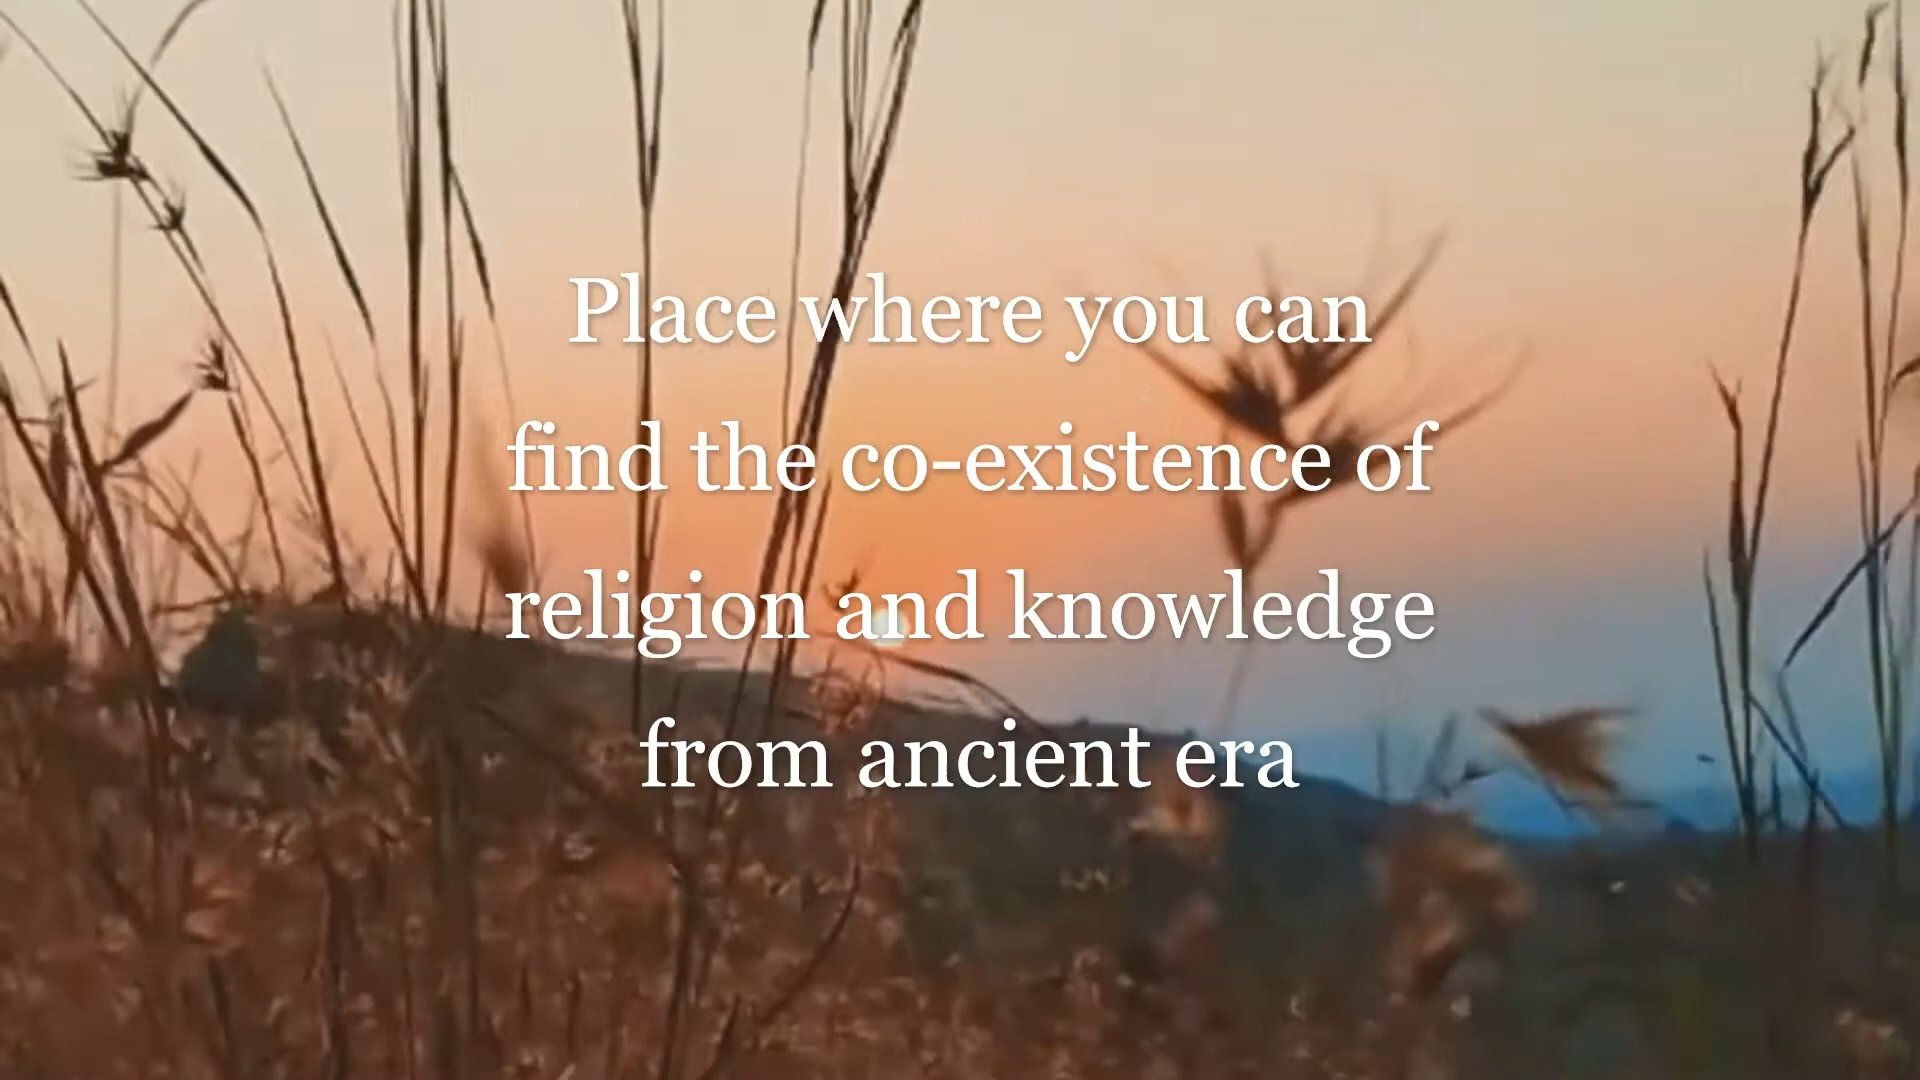 Place where you can
find the co-existence of
religion and knowledge
from ancient era